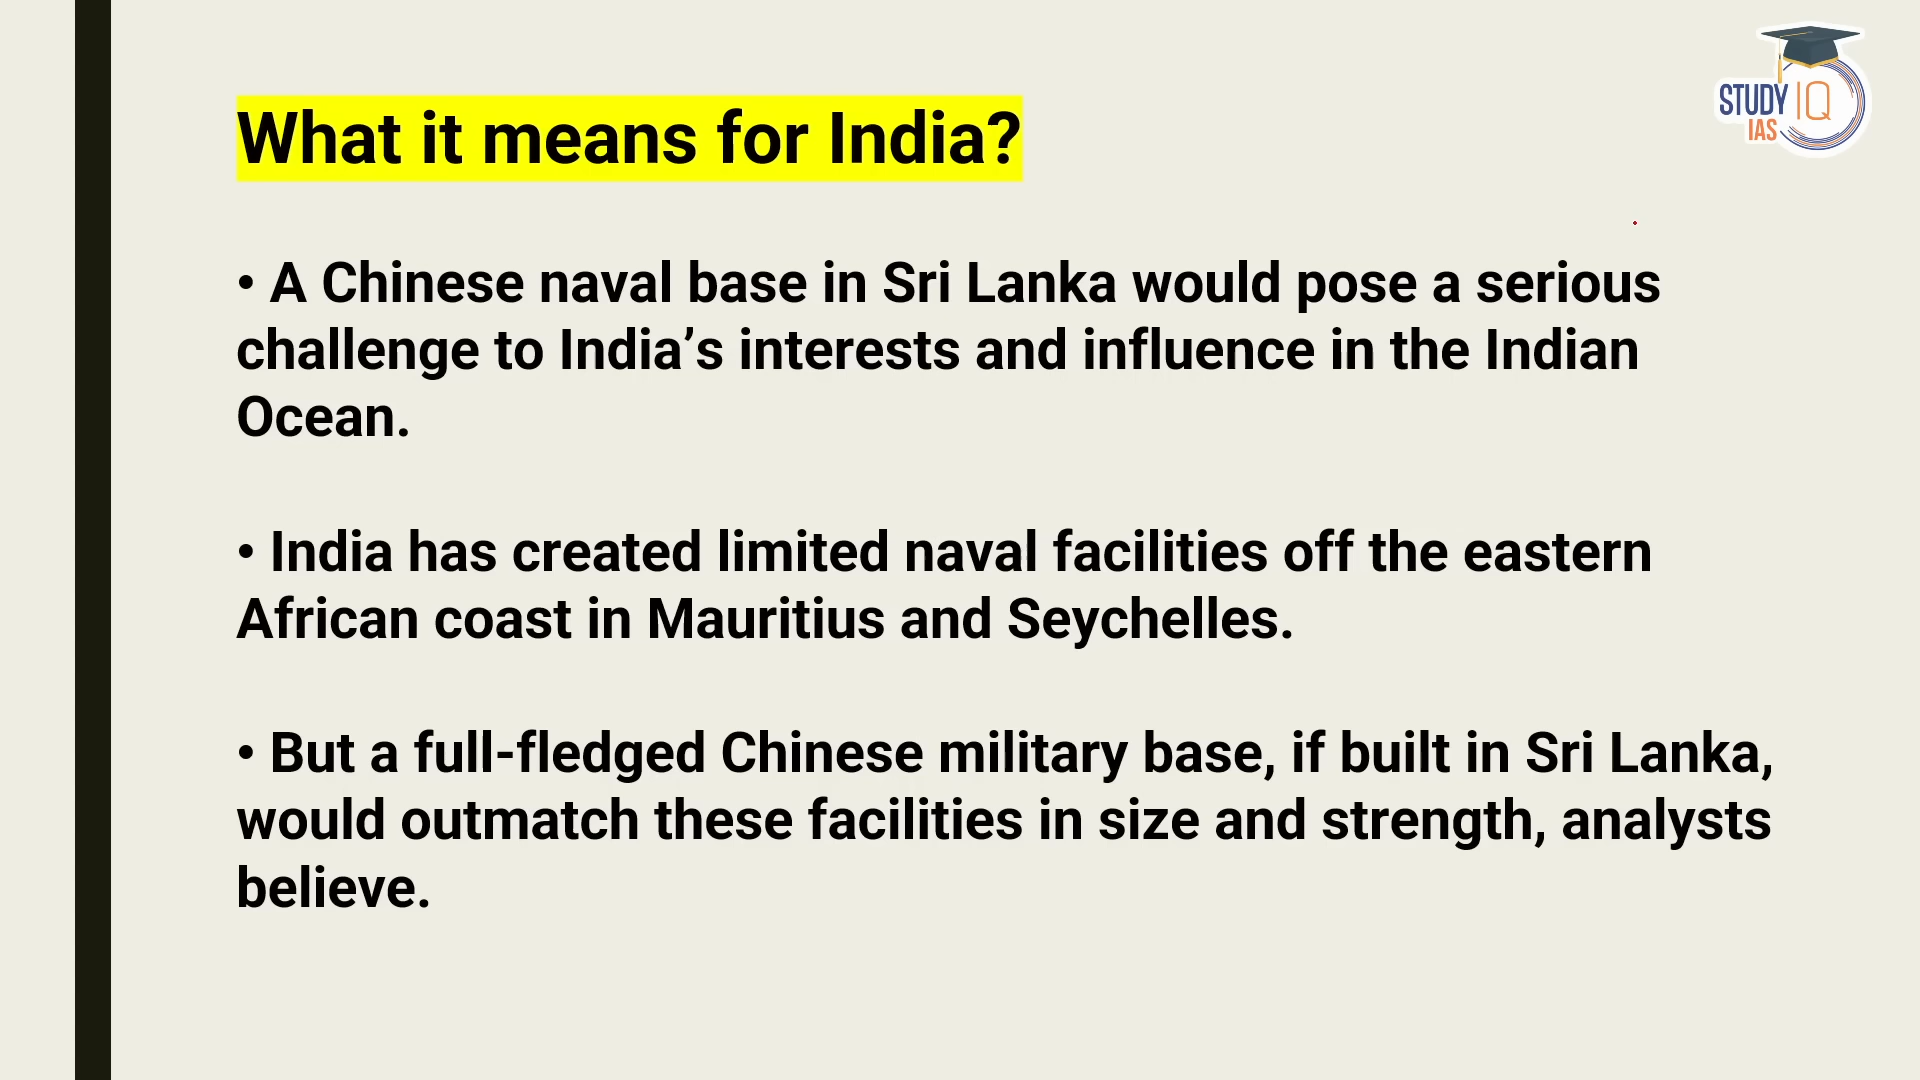 STUDY IQ
IAS
What it means for India?
• A Chinese naval base in Sri Lanka would pose a serious
challenge to India’s interests and influence in the Indian
Ocean.
• India has created limited naval facilities off the eastern
African coast in Mauritius and Seychelles.
• But a full-fledged Chinese military base, if built in Sri Lanka,
would outmatch these facilities in size and strength, analysts
believe.